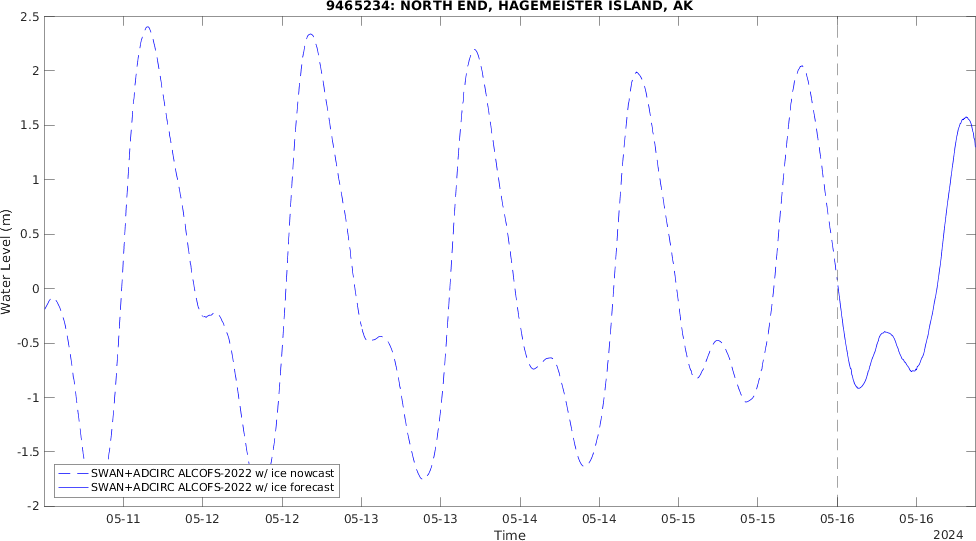 9465234: NORTH END, HAGEMEISTER ISLAND, AK
2.5
2
1.5
1
0.5
0
-0.5
-1
-1.5
-2
Water Level (m)
SWAN+ADCIRC ALCOFS-2022 w/ ice nowcast
SWAN+ADCIRC ALCOFS-2022 w/ ice forecast
05-11 05-12 05-12 05-13 05-13 05-14 05-14 05-15 05-15 05-16 05-16
Time
2024